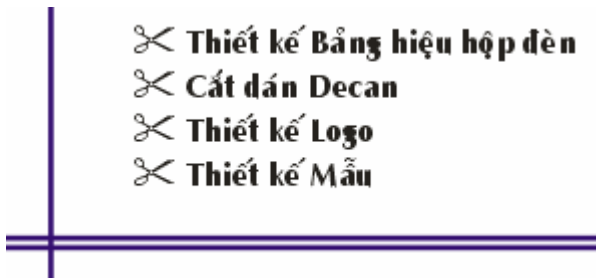 Thiết kế Bảng hiệu hộp đèn
Cắt dán Decan
Thiết kế Logo
Thiết kế Mẫu